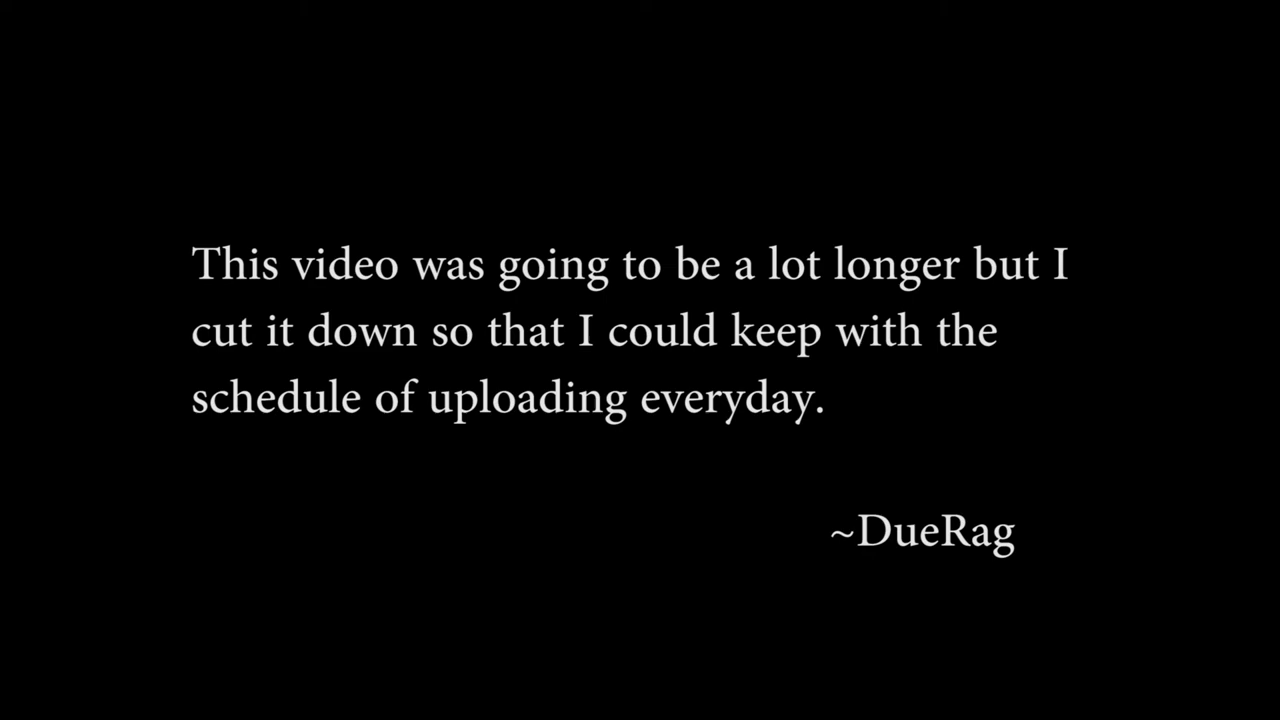 This video was going to be a lot longer but I
cut it down so that I could keep with the
schedule of uploading everyday.
~DueRag